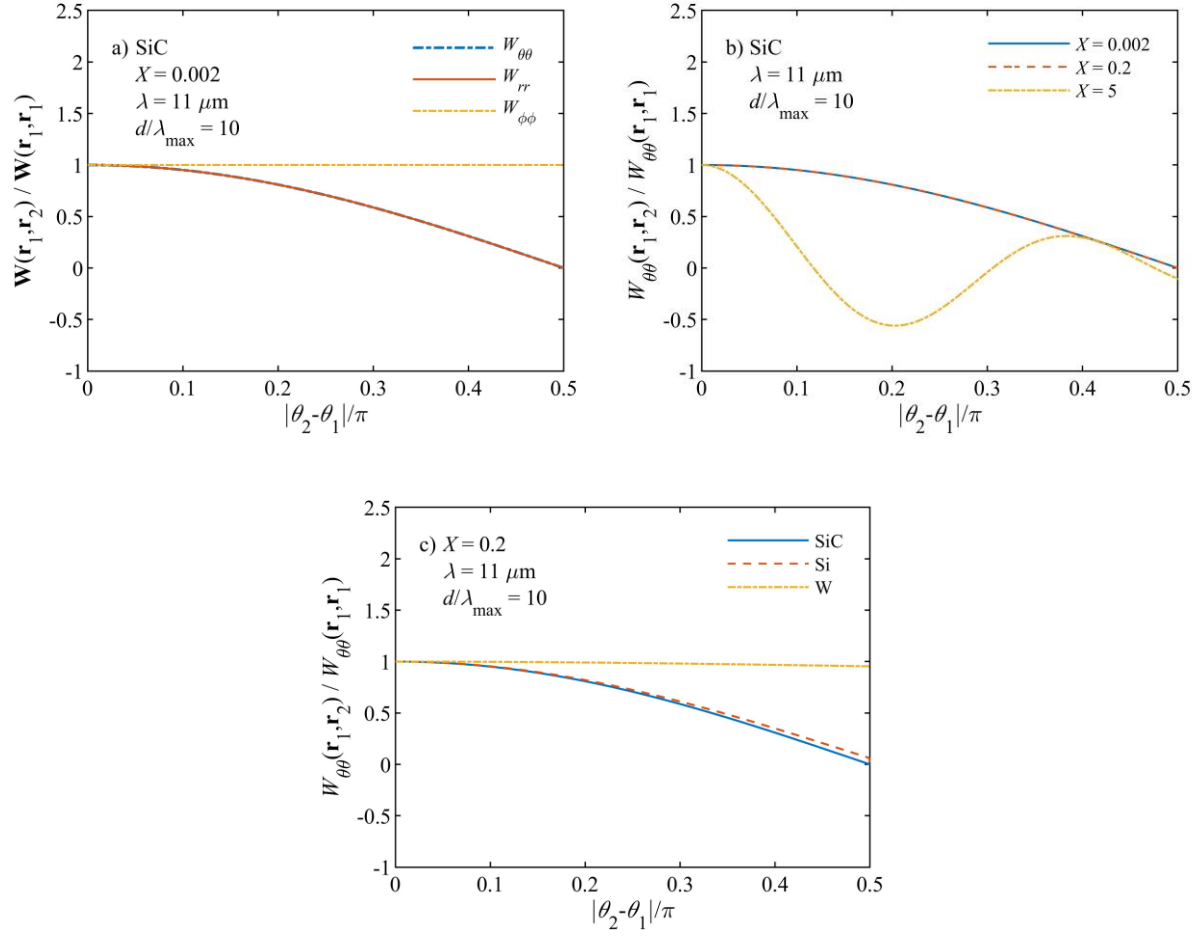 a) SiC
X = 0.002
λ = 11 μm
d/λmax = 10
Wθθ
Wrr
Wϕϕ
W(r1,r2) / W(r1,r1)
2.5
2
1.5
1
0.5
0
-0.5
-1
0 0.1 0.2 0.3 0.4 0.5
|θ2-θ1|/π
b) SiC
λ = 11 μm
d/λmax = 10
X = 0.002
X = 0.2
X = 5
Wθθ(r1,r2) / Wθθ(r1,r1)
2.5
2
1.5
1
0.5
0
-0.5
-1
0 0.1 0.2 0.3 0.4 0.5
|θ2-θ1|/π
c) X = 0.2
λ = 11 μm
d/λmax = 10
SiC
Si
W
Wθθ(r1,r2) / Wθθ(r1,r1)
2.5
2
1.5
1
0.5
0
-0.5
-1
0 0.1 0.2 0.3 0.4 0.5
|θ2-θ1|/π